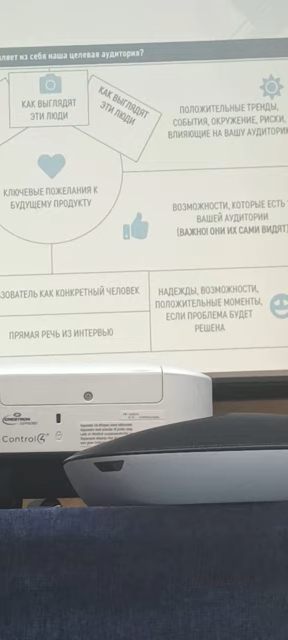 вляет из себя наша целевая аудитория?
КАК ВЫГЛЯДЯТ
ЭТИ ЛЮДИ
КАК ВЫГЛЯДЯТ
ЭТИ ЛЮДИ
ПОЛОЖИТЕЛЬНЫЕ ТРЕНДЫ,
СОБЫТИЯ, ОКРУЖЕНИЕ, РИСКИ,
ВЛИЯЮЩИЕ НА ВАШУ АУДИТОРИЮ
КЛЮЧЕВЫЕ ПОЖЕЛАНИЯ К
БУДУЩЕМУ ПРОДУКТУ
ВОЗМОЖНОСТИ, КОТОРЫЕ ЕСТЬ
ВАШЕЙ АУДИТОРИИ
(ВАЖНО! ОНИ ИХ САМИ ВИДЯТ)
ЗОВАТЕЛЬ КАК КОНКРЕТНЫЙ ЧЕЛОВЕК
ПРЯМАЯ РЕЧЬ ИЗ ИНТЕРВЬЮ
НАДЕЖДЫ, ВОЗМОЖНОСТИ,
ПОЛОЖИТЕЛЬНЫЕ МОМЕНТЫ,
ЕСЛИ ПРОБЛЕМА БУДЕТ
РЕШЕНА
CRESTRON
Control4